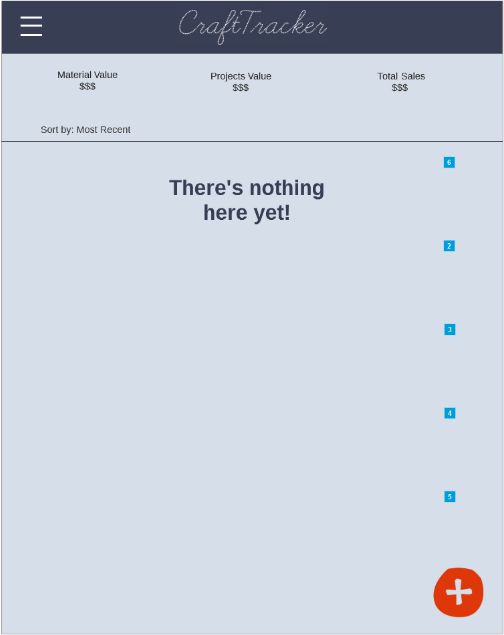 CraftTracker
Material Value
$$$
Projects Value
$$$
Total Sales
$$$
Sort by: Most Recent
6
There's nothing
here yet!
2
3
4
5